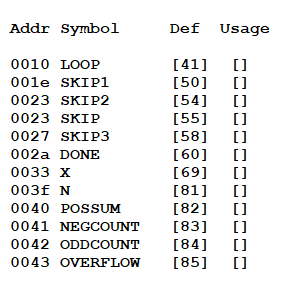 Addr Symbol Def Usage
0010 LOOP [41] []
001e SKIP1 [50] []
0023 SKIP2 [54] []
0023 SKIP [55] []
0027 SKIP3 [58] []
002a DONE [60] []
0033 X [69] []
003f N [81] []
0040 POSSUM [82] []
0041 NEGCOUNT [83] []
0042 ODDCOUNT [84] []
0043 OVERFLOW [85] []